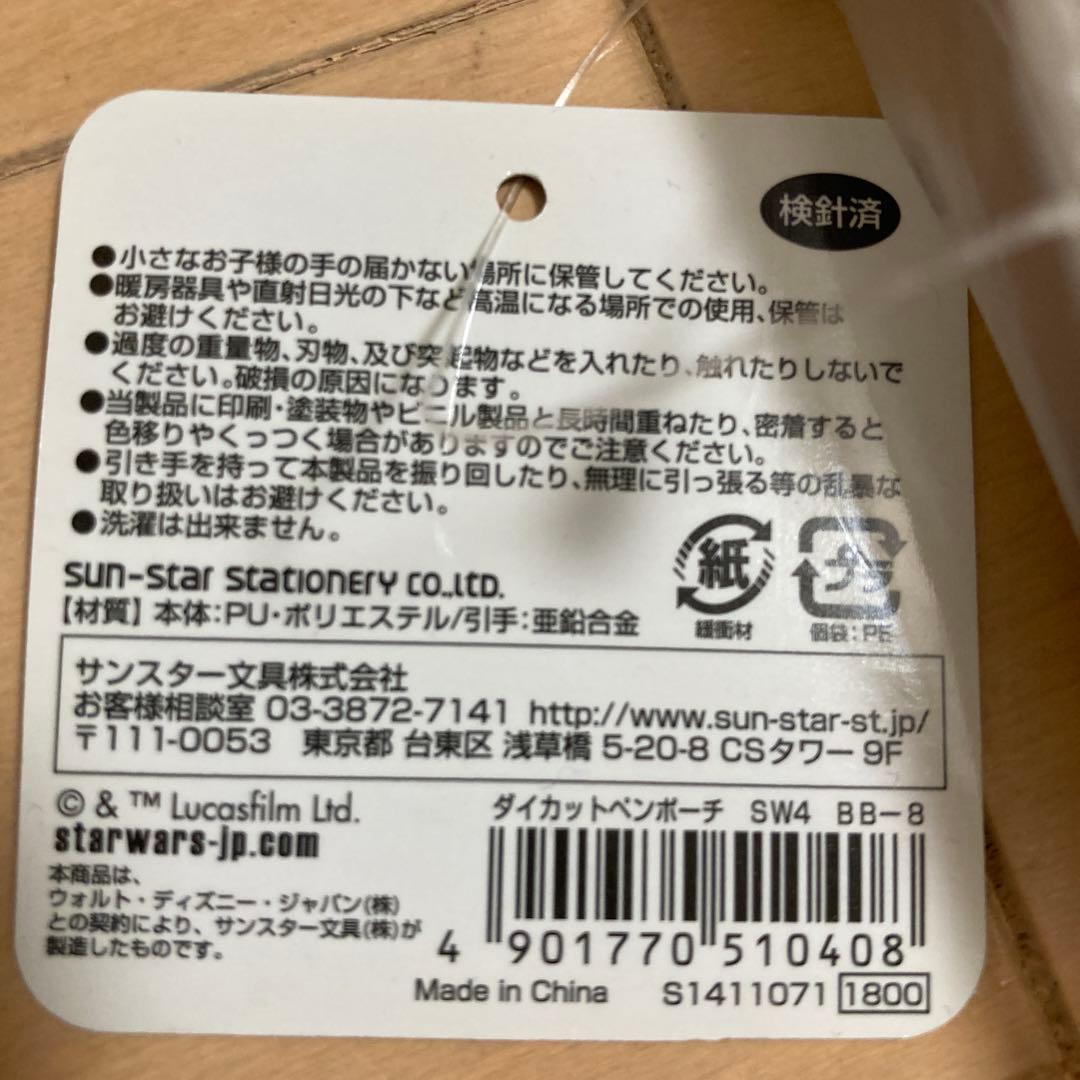 検針済
●小さなお子様の手の届かない場所に保管してください。
●暖房器具や直射日光の下など高温になる場所での使用、保管は
お避けください。
●過度の重量物、刃物、及び突起物などを入れたり、触れたりしないで
ください。破損の原因になります。
●当製品に印刷・塗装物やビニル製品と長時間重ねたり、密着すると
色移りやくっつく場合がありますのでご注意ください。
●引き手を持って本製品を振り回したり、無理に引っ張る等の乱暴な
取り扱いはお避けください。
●洗濯は出来ません。
紙
プラ
緩衝材
個袋:PE
sun-star stationery co.,ltd.
【材質】本体:PU・ポリエステル/引手:亜鉛合金
サンスター文具株式会社
お客様相談室 03-3872-7141 http://www.sun-star-st.jp/
〒111-0053 東京都 台東区 浅草橋 5-20-8 CSタワー 9F
© & ™ Lucasfilm Ltd.
starwars-jp.com
本商品は、
ウォルト・ディズニー・ジャパン(株)
との契約により、サンスター文具(株)が
製造したものです。
ダイカットペンポーチ SW4 BB-8
4 901770 510408
Made in China S1411071 1800